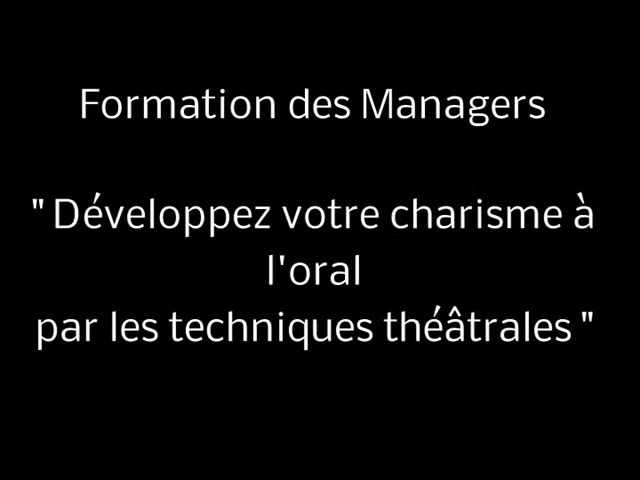 Formation des Managers
" Développez votre charisme à
l'oral
par les techniques théâtrales "